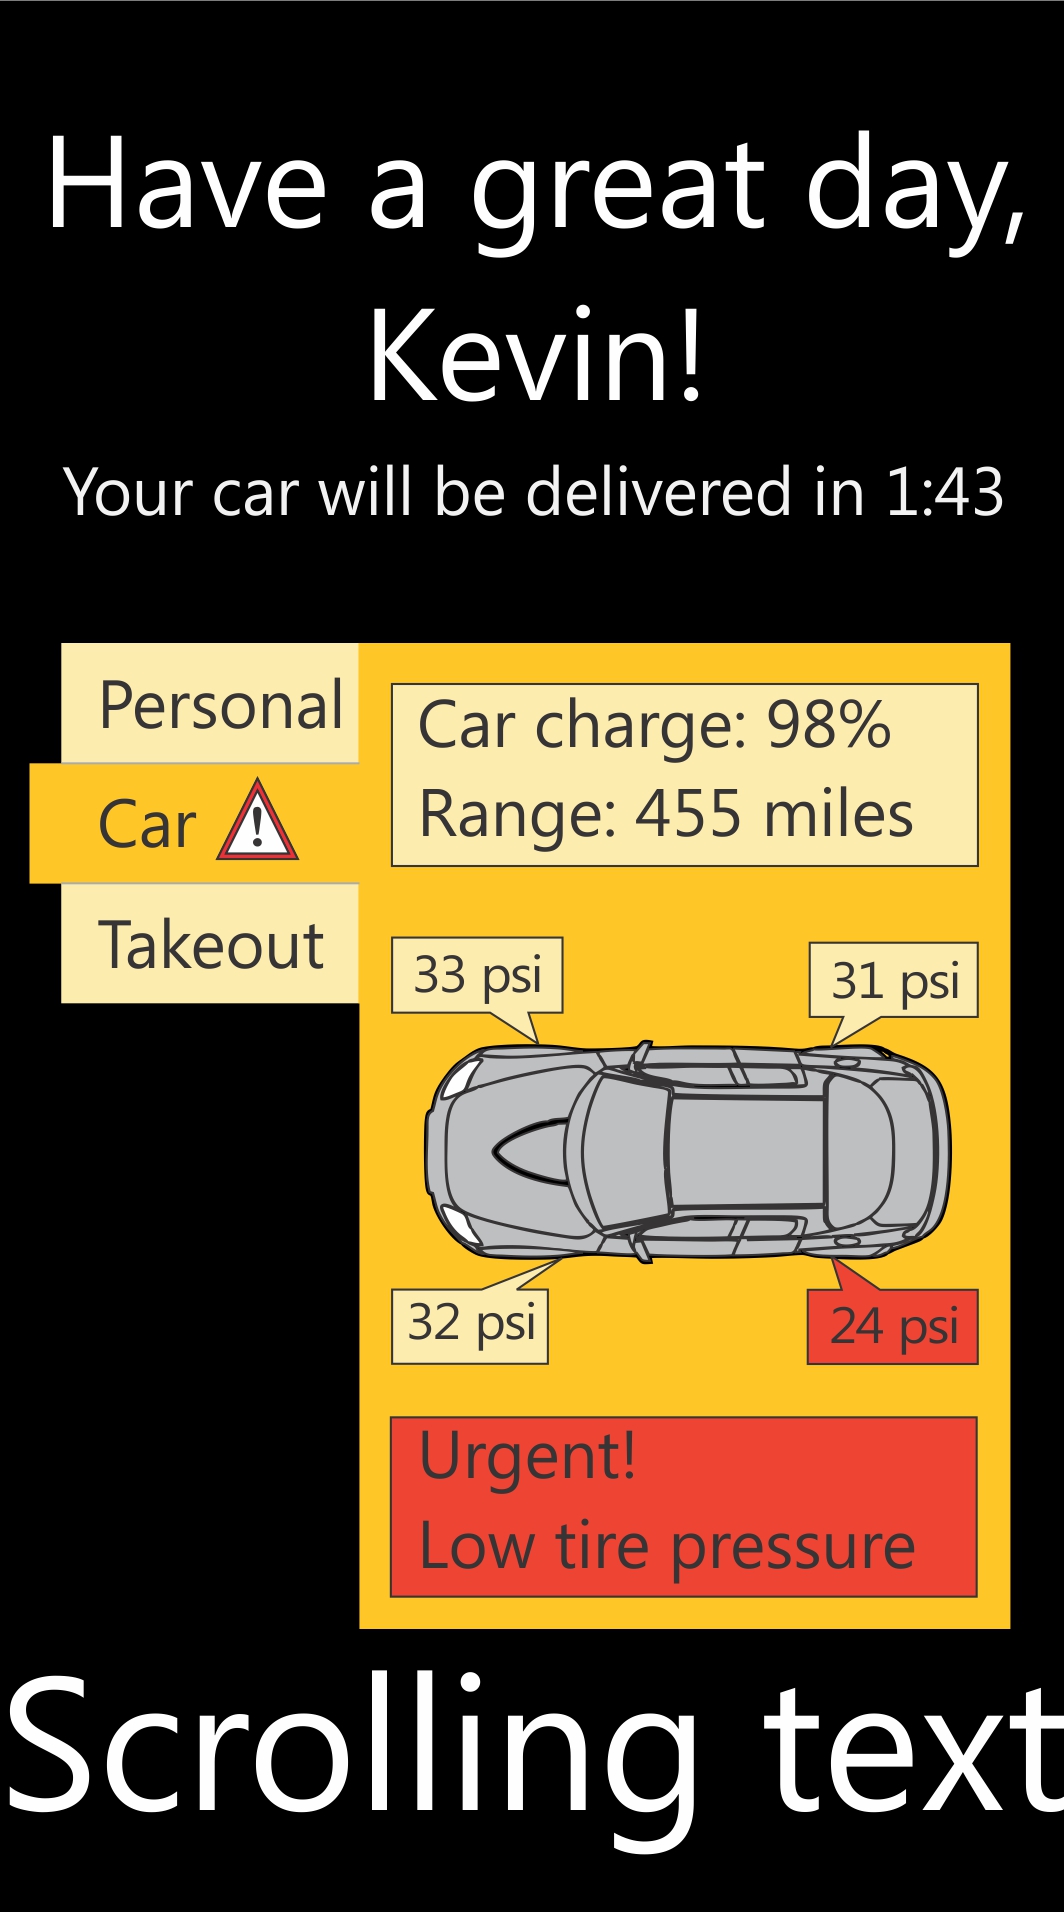 Have a great day,
Kevin!
Your car will be delivered in 1:43
Personal
Car !
Takeout
Car charge: 98%
Range: 455 miles
33 psi
31 psi
32 psi
24 psi
Urgent!
Low tire pressure
Scrolling text